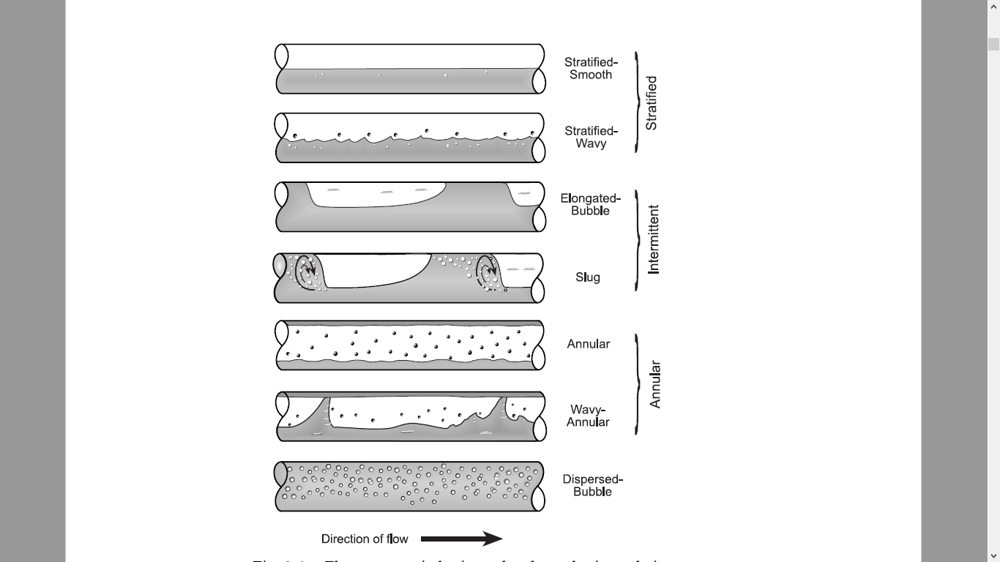 Stratified-
Smooth
Stratified-
Wavy
Stratified
Elongated-
Bubble
Slug
Intermittent
Annular
Wavy-
Annular
Annular
Dispersed-
Bubble
Direction of flow